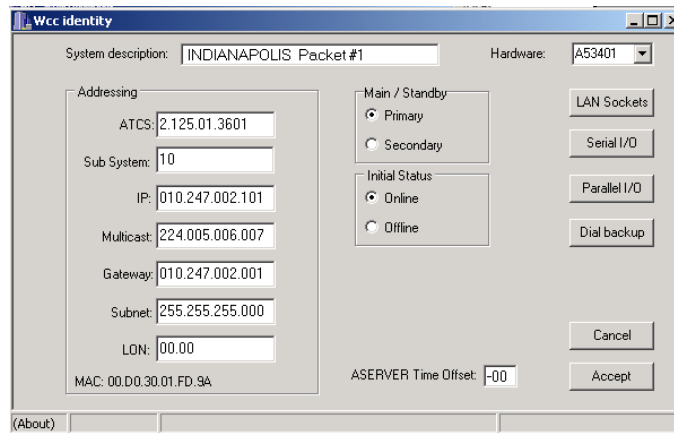 Wcc identity
System description: INDIANAPOLIS Packet #1
Hardware: A53401
Addressing
ATCS: 2.125.01.3601
Sub System: 10
IP: 010.247.002.101
Multicast: 224.005.006.007
Gateway: 010.247.002.001
Subnet: 255.255.255.000
LON: 00.00
MAC: 00.D0.30.01.FD.9A
Main / Standby
Primary
Secondary
Initial Status
Online
Offline
ASERVER Time Offset: -00
LAN Sockets
Serial I/O
Parallel I/O
Dial backup
Cancel
Accept
(About)